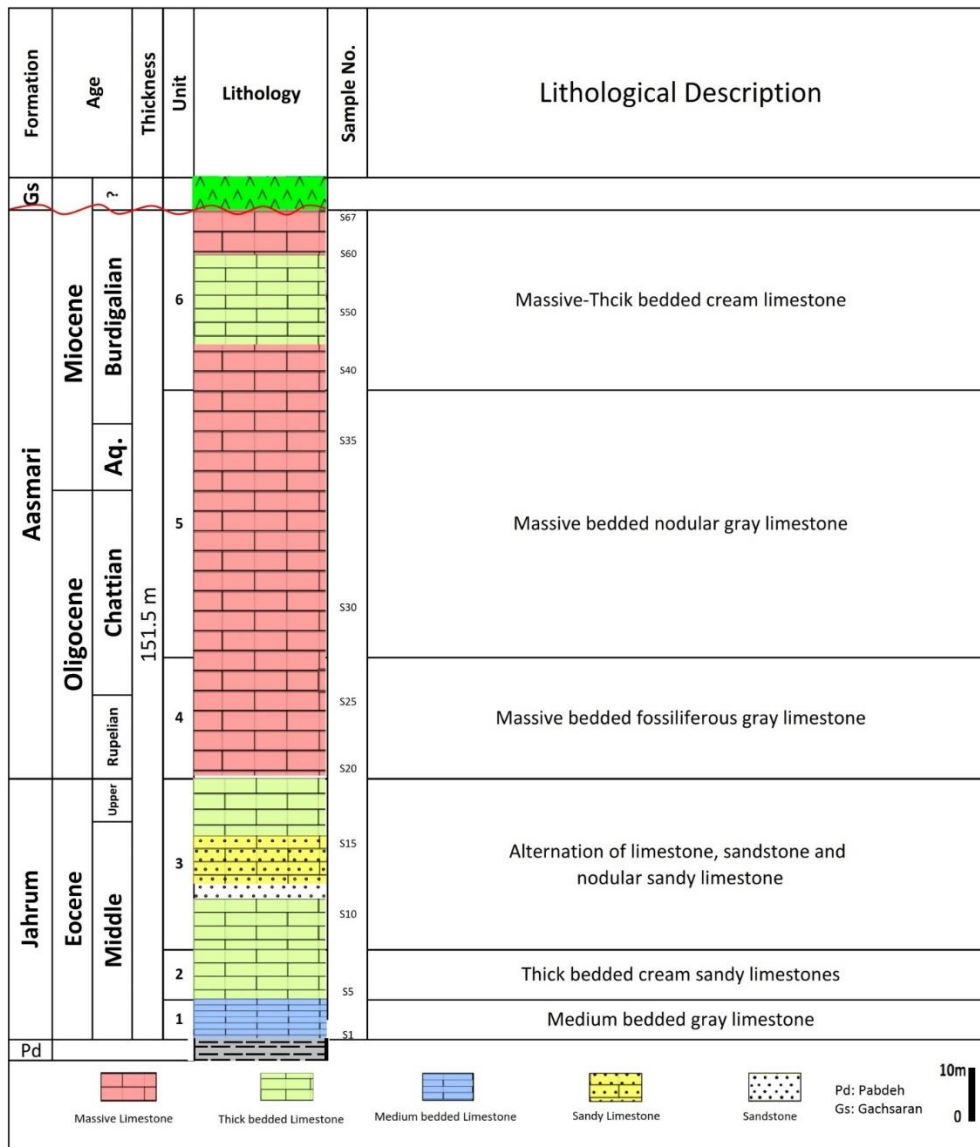 Formation
Age
Thickness
Unit
Lithology
Sample No.
Lithological Description
Gs
?
Aasmari
Miocene
Burdigalian
Aq.
Oligocene
Chattian
Rupelian
Jahrum
Eocene
Upper
Middle
Pd
151.5 m
6
5
4
3
2
1
S67
S60
S50
S40
S35
S30
S25
S20
S15
S10
S5
S1
Massive-Thcik bedded cream limestone
Massive bedded nodular gray limestone
Massive bedded fossiliferous gray limestone
Alternation of limestone, sandstone and
nodular sandy limestone
Thick bedded cream sandy limestones
Medium bedded gray limestone
Massive Limestone
Thick bedded Limestone
Medium bedded Limestone
Sandy Limestone
Sandstone
Pd: Pabdeh
Gs: Gachsaran
10m
0